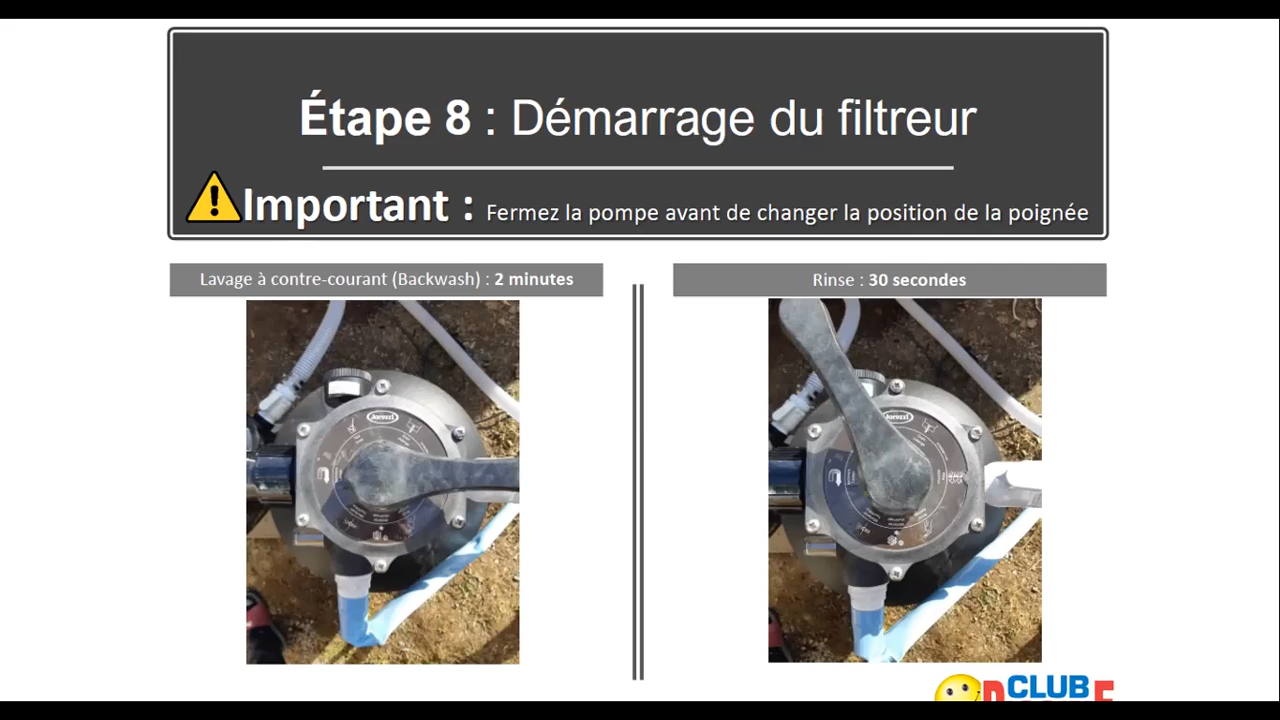 Étape 8 : Démarrage du filtreur
Important : Fermez la pompe avant de changer la position de la poignée
Lavage à contre-courant (Backwash) : 2 minutes
Rinse : 30 secondes
CLUB